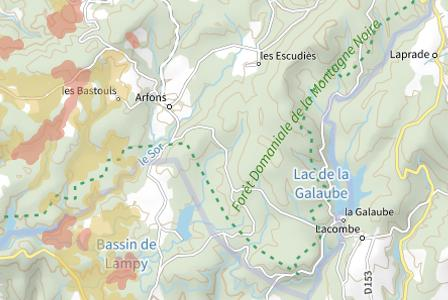 Forêt Domaniale de la Montagne Noire
les Escudiès
Laprade
les Bastouis
Arfons
le Sor
Lac de la
Galaube
la Galaube
Lacombe
Bassin de
Lampy
D153